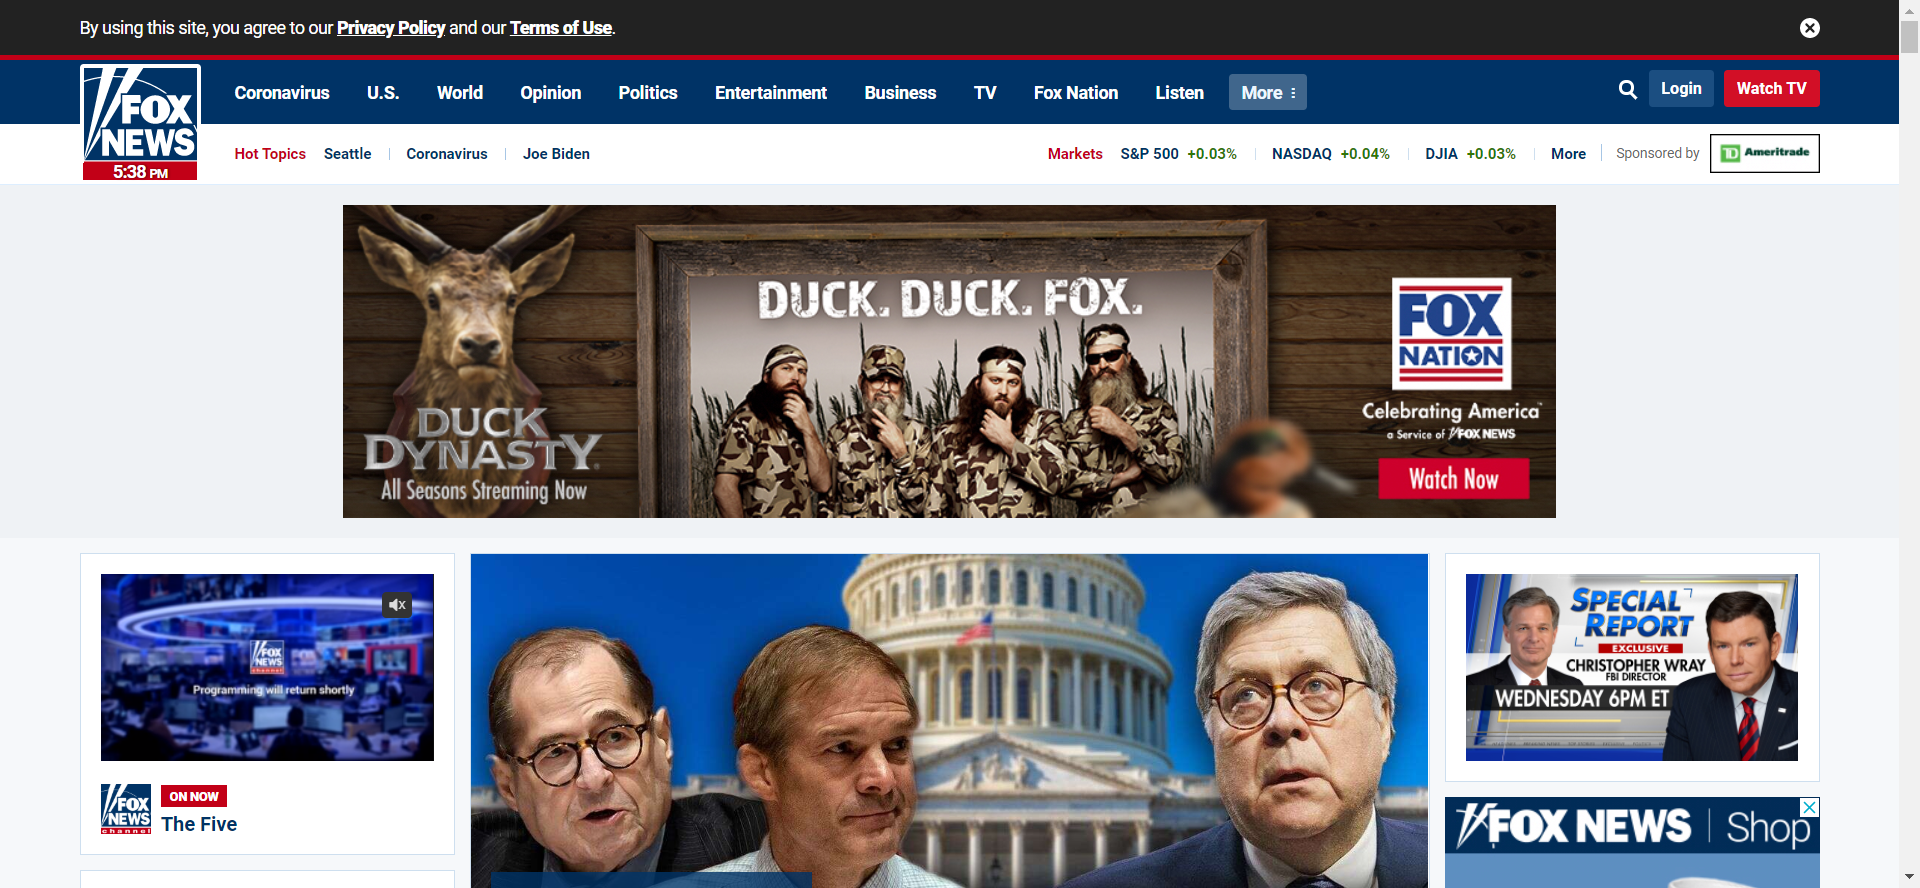 By using this site, you agree to our Privacy Policy and our Terms of Use.
FOX NEWS
5:38 PM
Coronavirus U.S. World Opinion Politics Entertainment Business TV Fox Nation Listen More
Login Watch TV
Hot Topics Seattle Coronavirus Joe Biden
Markets S&P 500 +0.03% NASDAQ +0.04% DJIA +0.03% More Sponsored by TD Ameritrade
DUCK. DUCK. FOX.
DUCK
DYNASTY
All Seasons Streaming Now
FOX
NATION
Celebrating America
a Service of FOX NEWS
Watch Now
FOX
NEWS
channel
Programming will return shortly
FOX
NEWS
channel
ON NOW
The Five
SPECIAL
REPORT
EXCLUSIVE
CHRISTOPHER WRAY
FBI DIRECTOR
WEDNESDAY 6PM ET
FOX NEWS Shop